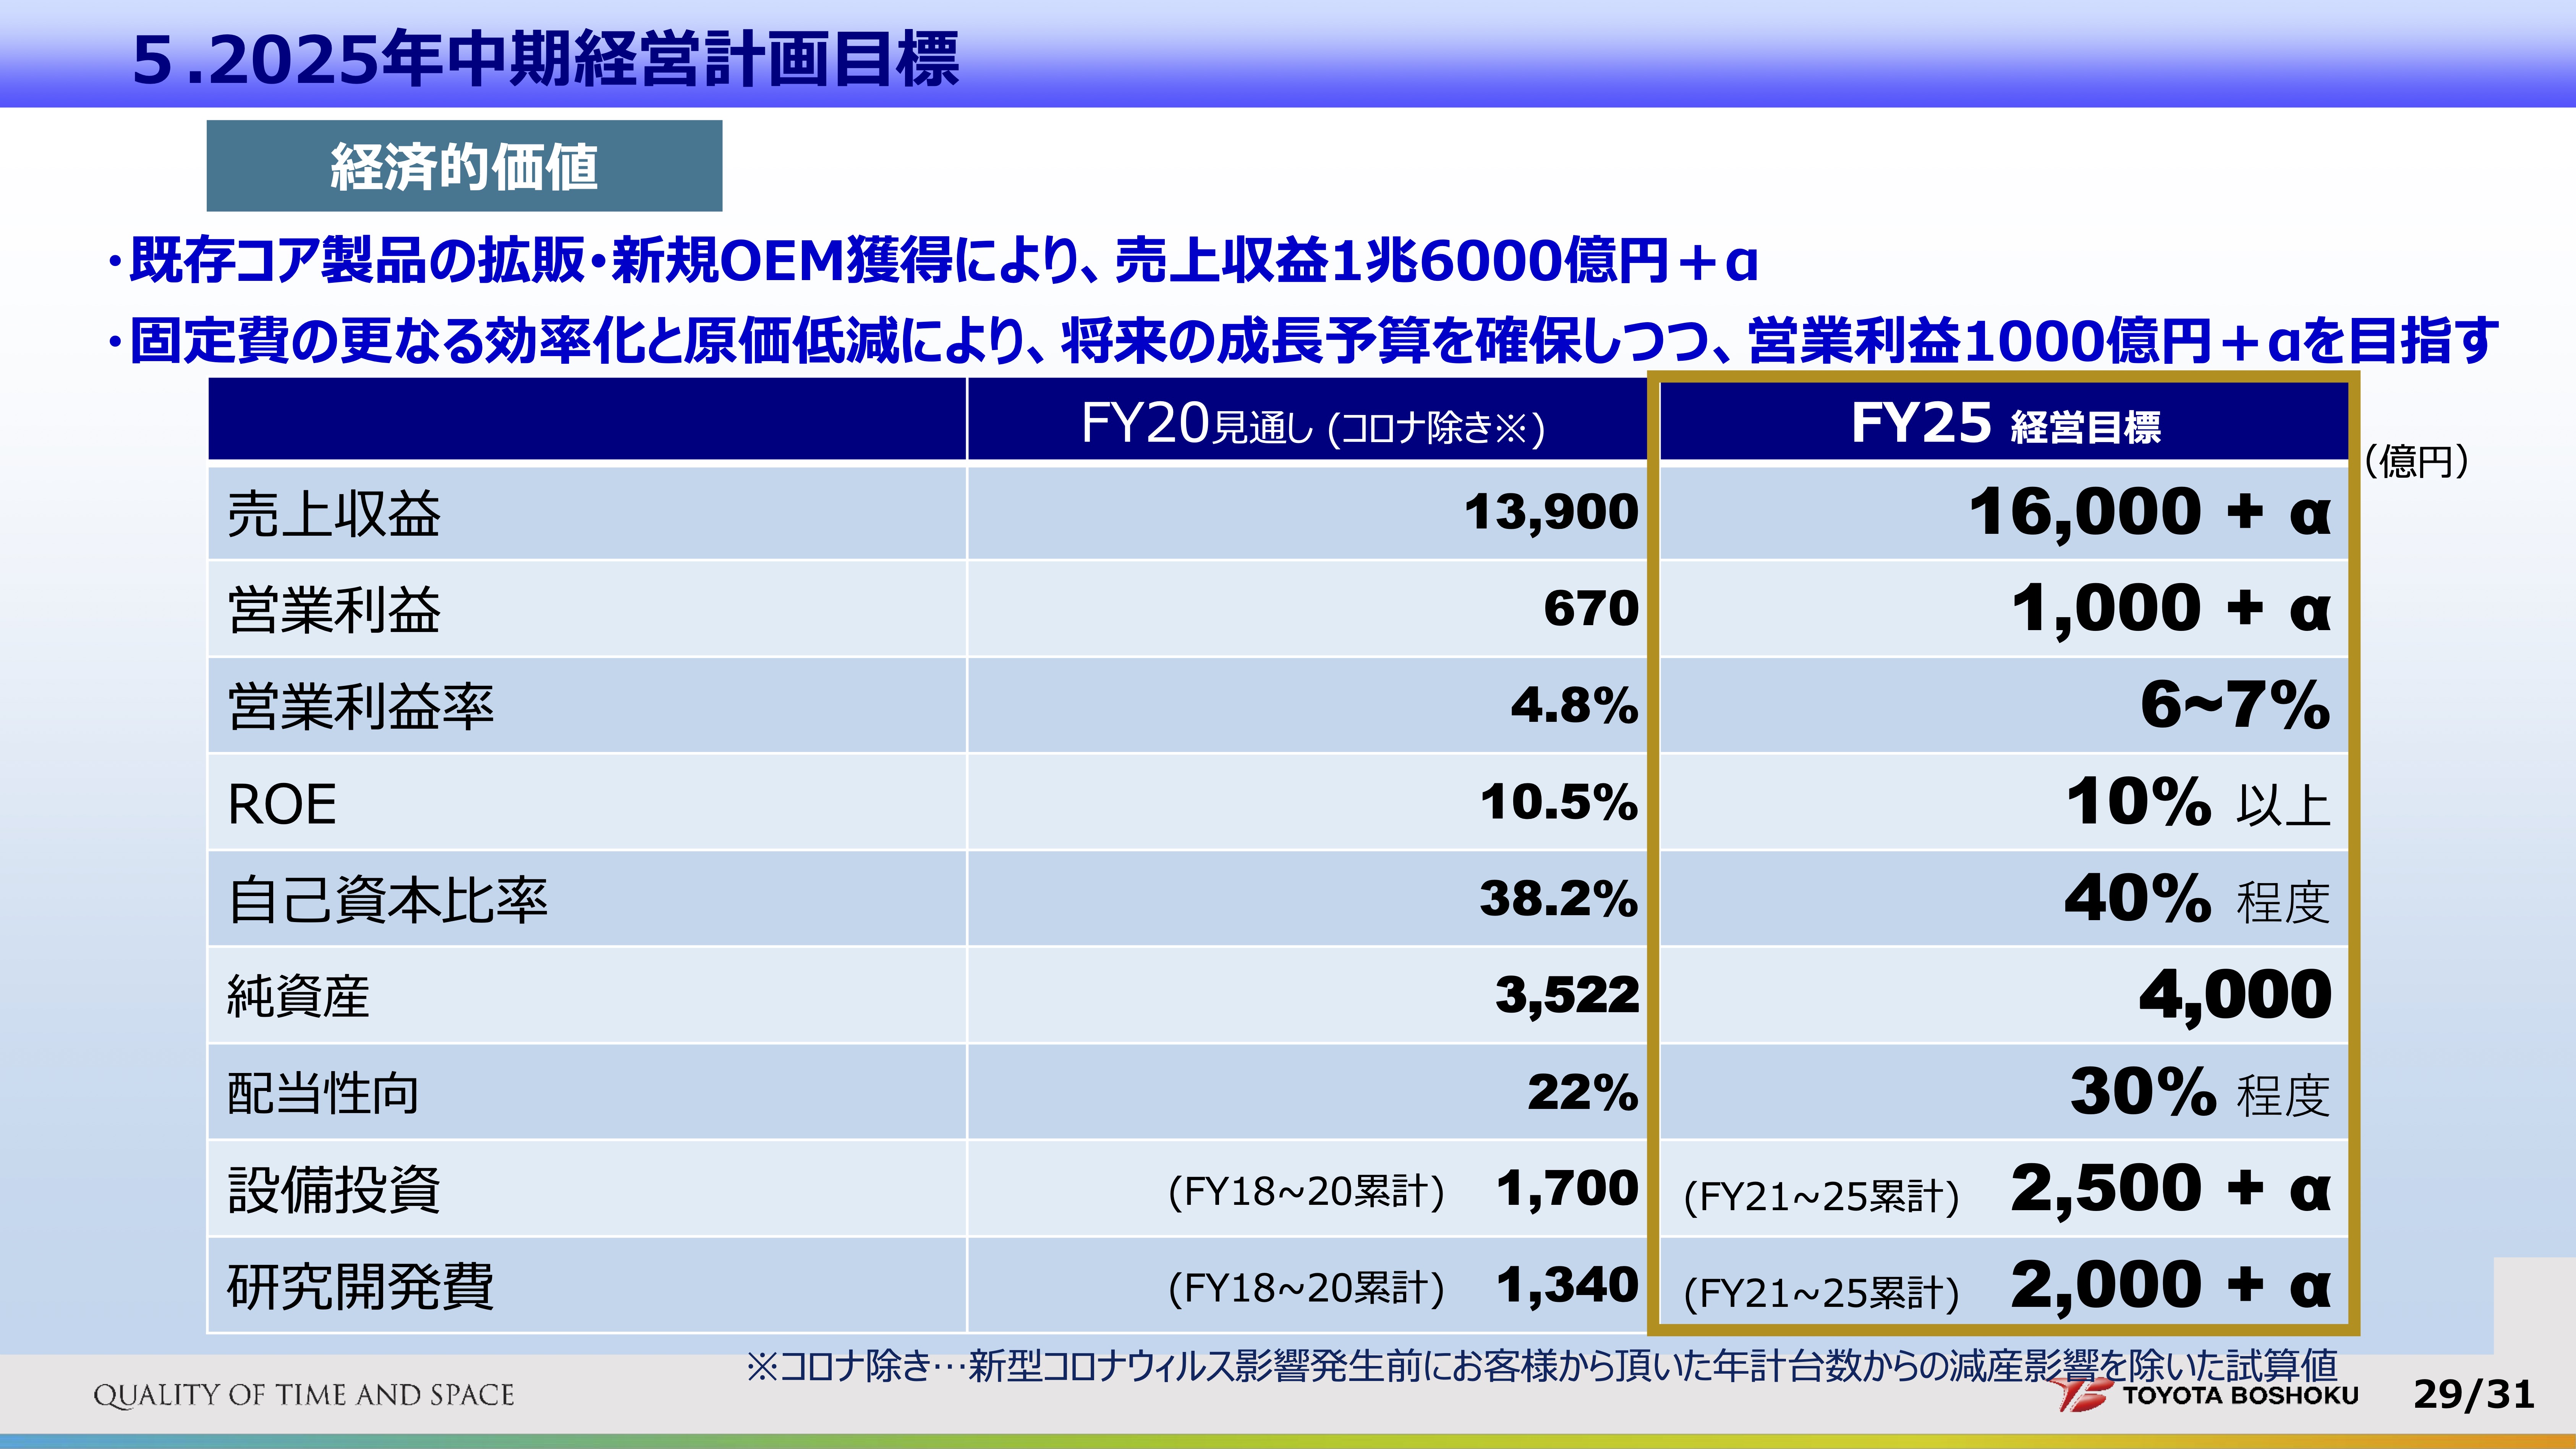 ５.2025年中期経営計画目標
経済的価値
・既存コア製品の拡販・新規OEM獲得により、売上収益1兆6000億円＋α
・固定費の更なる効率化と原価低減により、将来の成長予算を確保しつつ、営業利益1000億円＋αを目指す
FY20見通し (コロナ除き※) FY25 経営目標
（億円）
売上収益 13,900 16,000 + α
営業利益 670 1,000 + α
営業利益率 4.8% 6~7%
ROE 10.5% 10% 以上
自己資本比率 38.2% 40% 程度
純資産 3,522 4,000
配当性向 22% 30% 程度
設備投資 (FY18~20累計) 1,700 (FY21~25累計) 2,500 + α
研究開発費 (FY18~20累計) 1,340 (FY21~25累計) 2,000 + α
※コロナ除き…新型コロナウィルス影響発生前にお客様から頂いた年計台数からの減産影響を除いた試算値
QUALITY OF TIME AND SPACE TOYOTA BOSHOKU 29/31